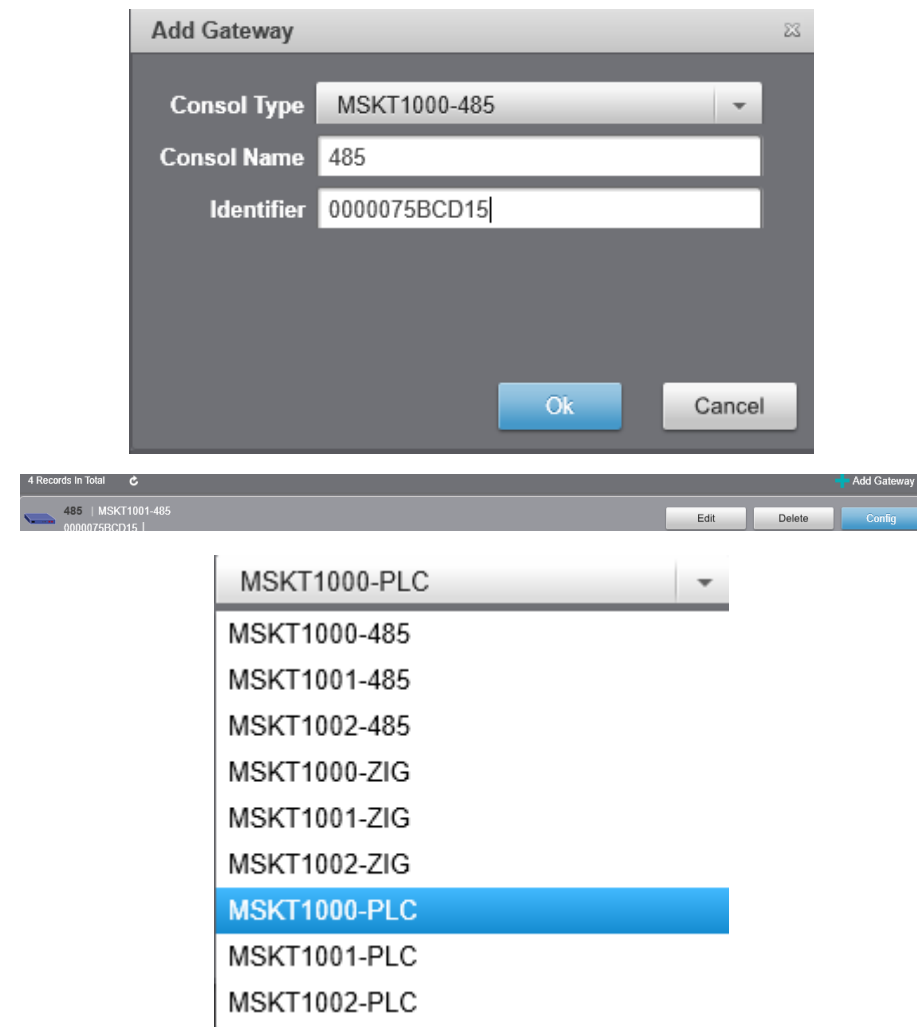 Add Gateway
Consol Type MSKT1000-485
Consol Name 485
Identifier 0000075BCD15
Ok Cancel
4 Records In Total Add Gateway
485 | MSKT1001-485
0000075BCD15 |
Edit Delete Config
MSKT1000-PLC
MSKT1000-485
MSKT1001-485
MSKT1002-485
MSKT1000-ZIG
MSKT1001-ZIG
MSKT1002-ZIG
MSKT1000-PLC
MSKT1001-PLC
MSKT1002-PLC